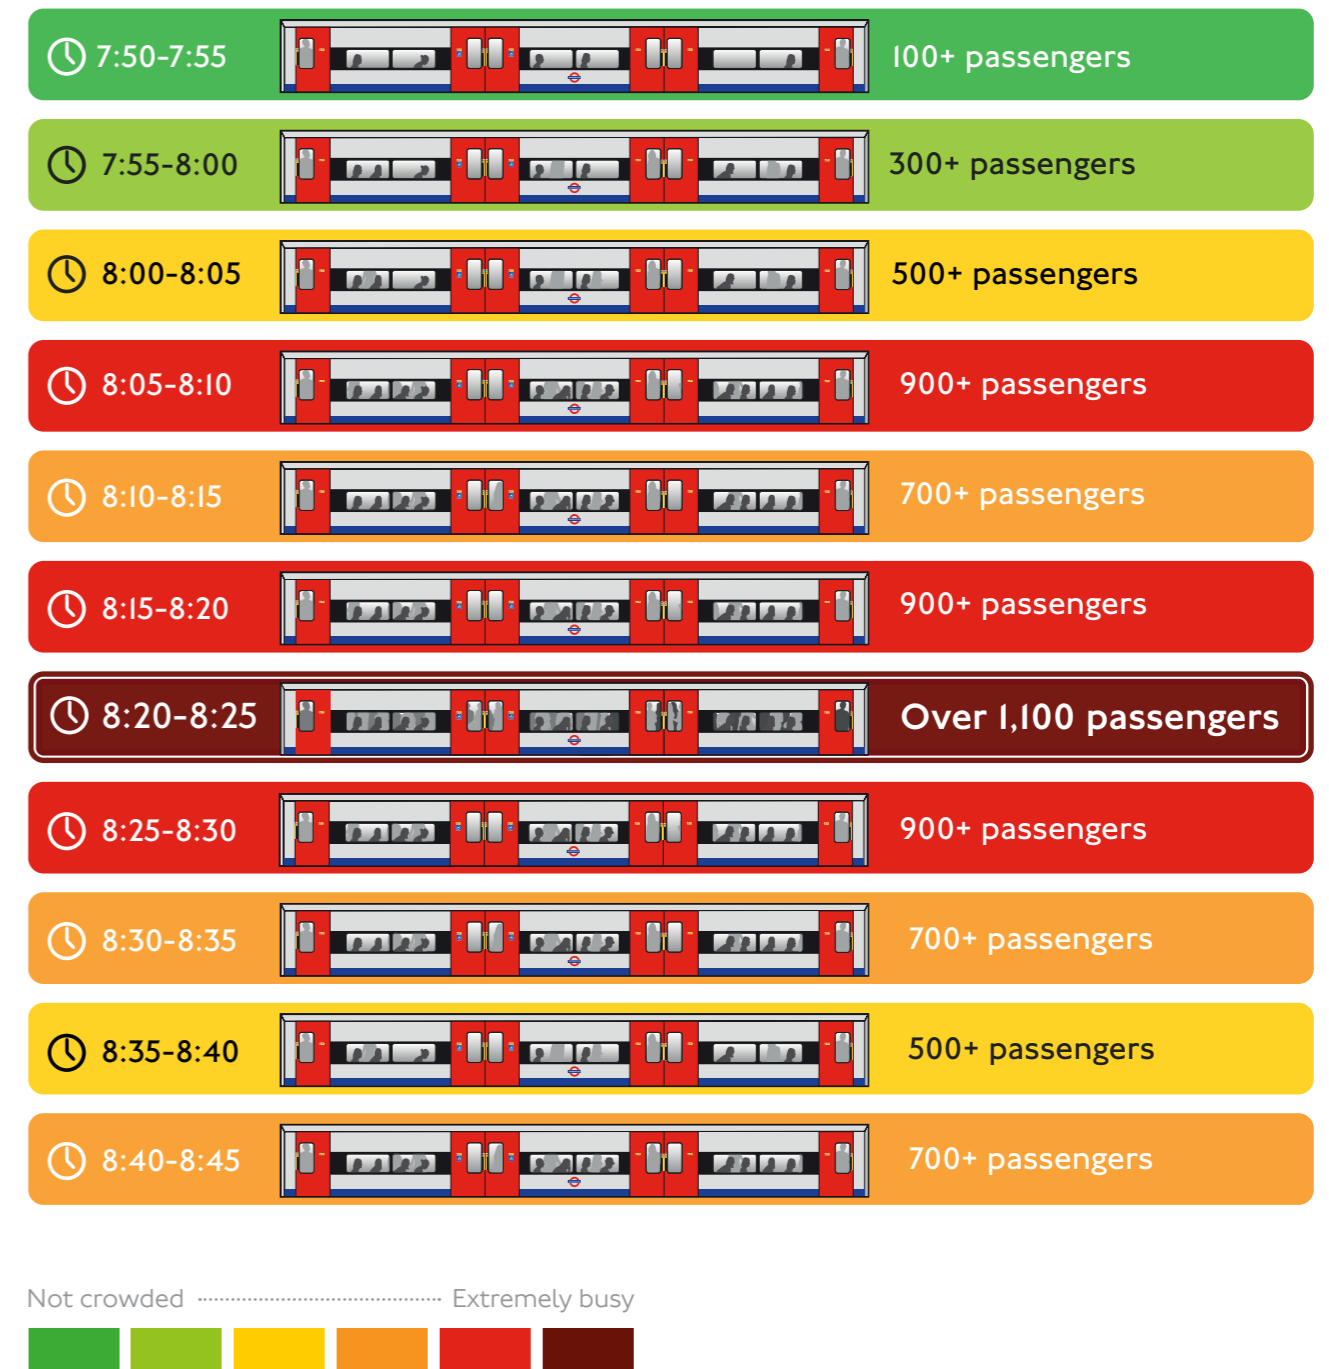 7:50-7:55 100+ passengers
7:55-8:00 300+ passengers
8:00-8:05 500+ passengers
8:05-8:10 900+ passengers
8:10-8:15 700+ passengers
8:15-8:20 900+ passengers
8:20-8:25 Over 1,100 passengers
8:25-8:30 900+ passengers
8:30-8:35 700+ passengers
8:35-8:40 500+ passengers
8:40-8:45 700+ passengers
Not crowded Extremely busy